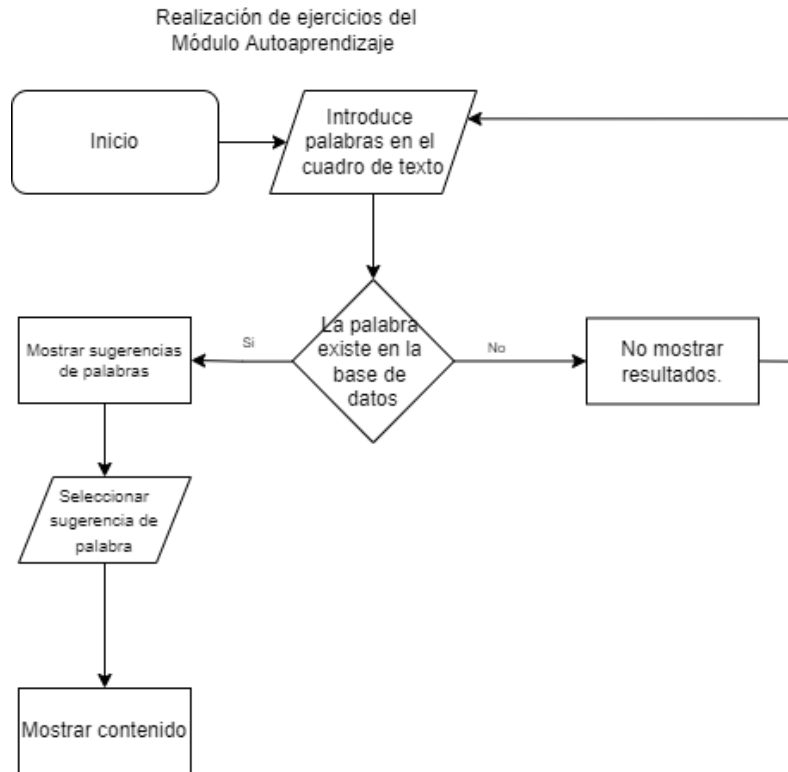 Realización de ejercicios del
Módulo Autoaprendizaje
Inicio
Introduce
palabras en el
cuadro de texto
La palabra
existe en la
base de
datos
Si
No
Mostrar sugerencias
de palabras
No mostrar
resultados.
Seleccionar
sugerencia de
palabra
Mostrar contenido